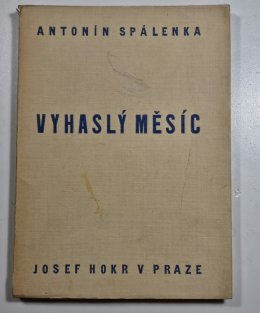 ANTONÍN SPÁLENKA
VYHASLÝ MĚSÍC
JOSEF HOKR V PRAZE